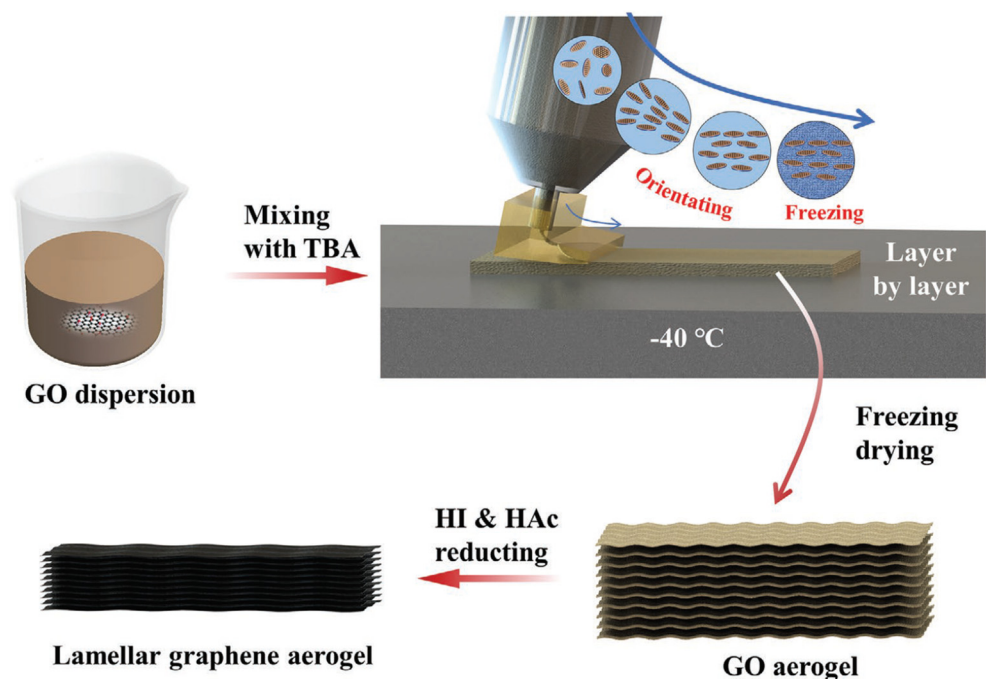 GO dispersion
Mixing
with TBA
Orientating
Freezing
Layer
by layer
-40 °C
Freezing
drying
GO aerogel
HI & HAc
reducting
Lamellar graphene aerogel